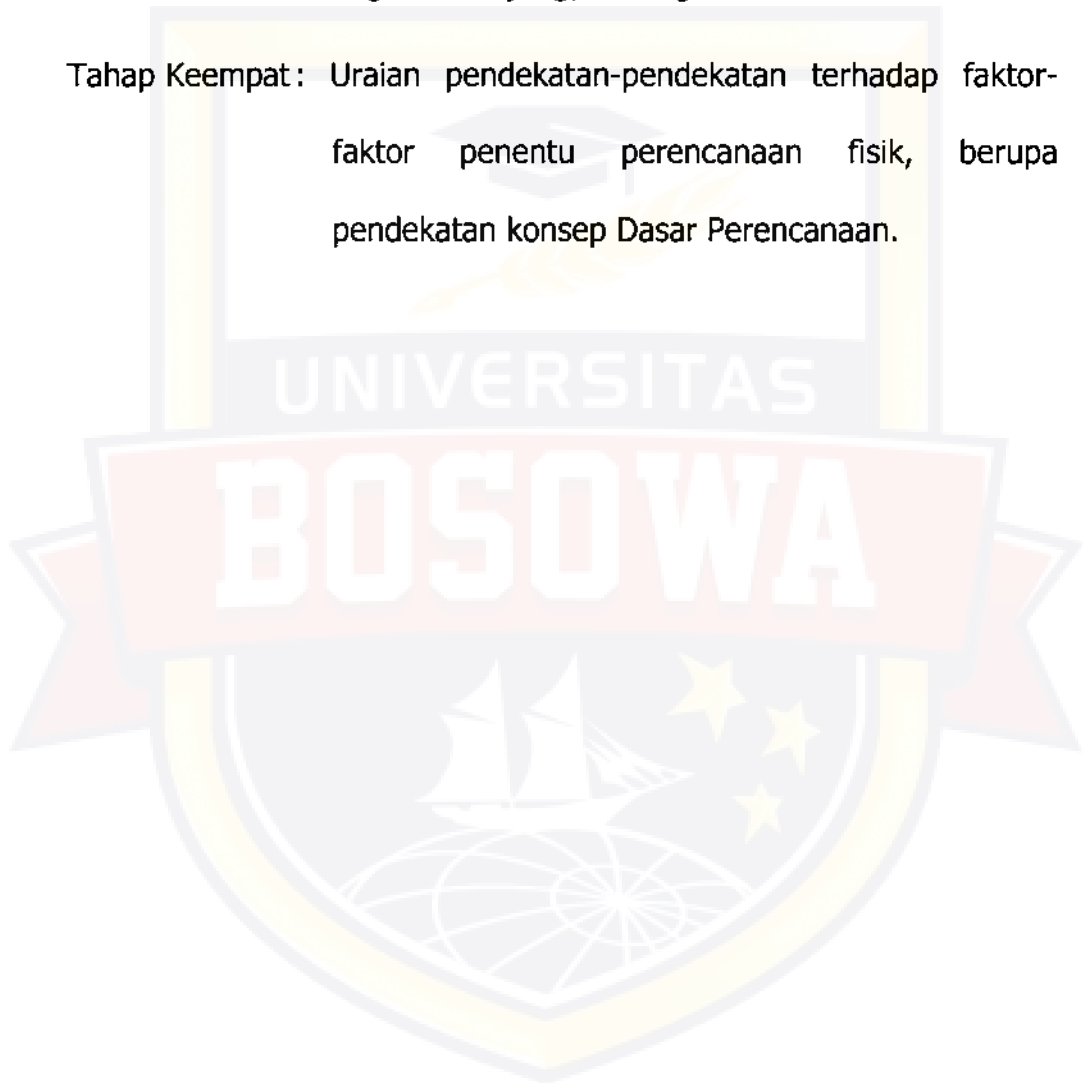 Tahap Keempat : Uraian pendekatan-pendekatan terhadap faktor-
faktor penentu perencanaan fisik, berupa
pendekatan konsep Dasar Perencanaan.
UNIVERSITAS
BOSOWA